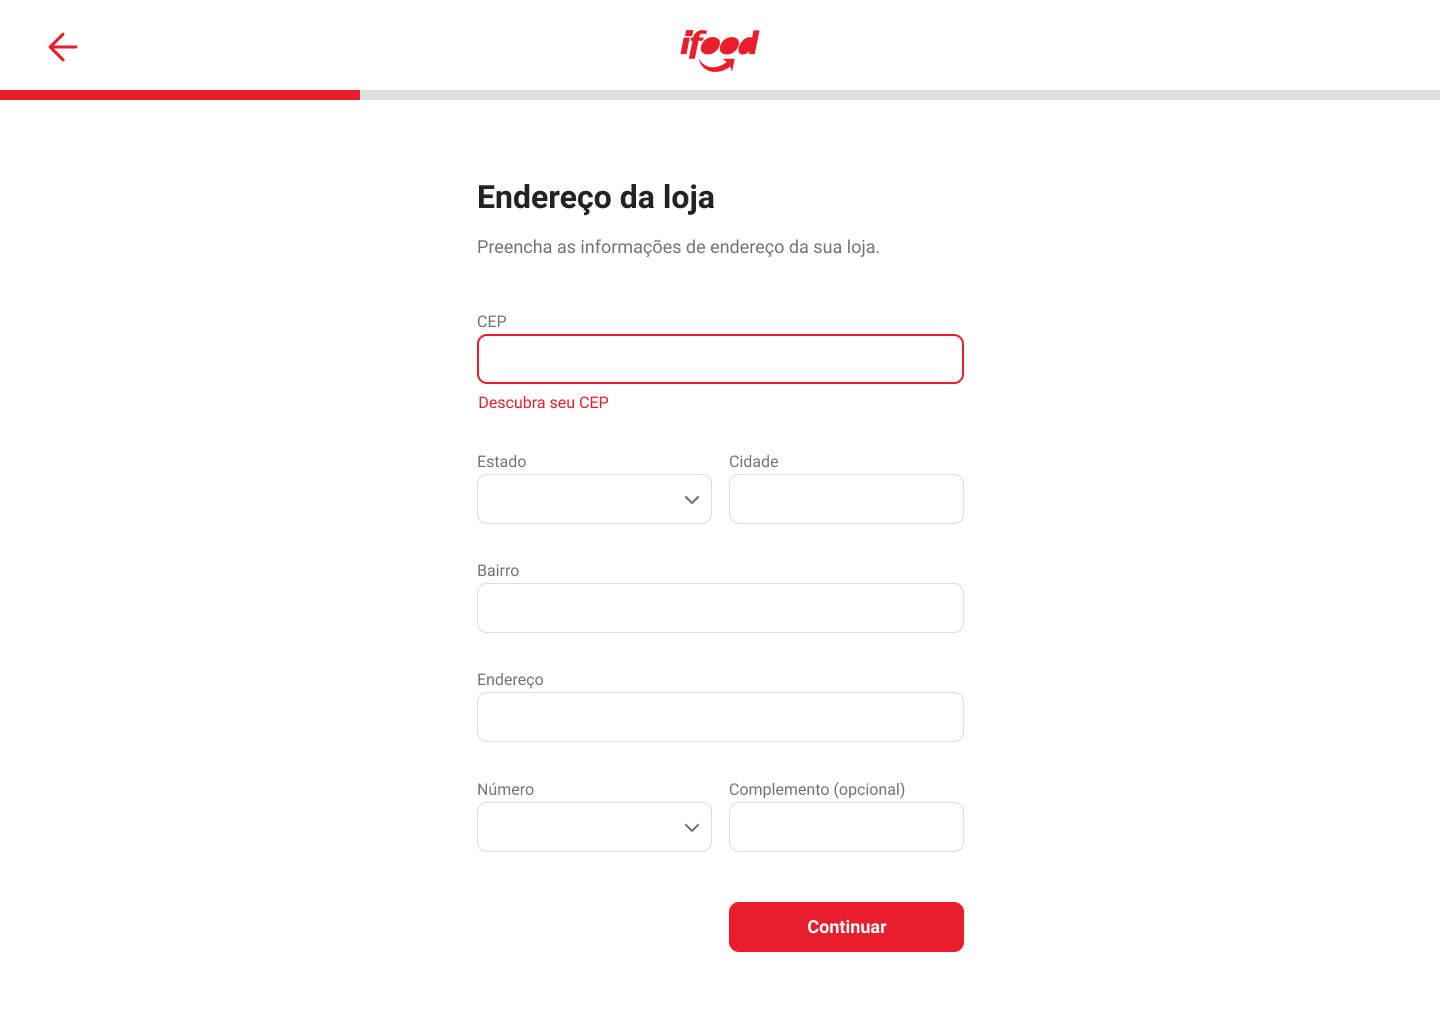 ifood
Endereço da loja
Preencha as informações de endereço da sua loja.
CEP
Descubra seu CEP
Estado
Cidade
Bairro
Endereço
Número
Complemento (opcional)
Continuar